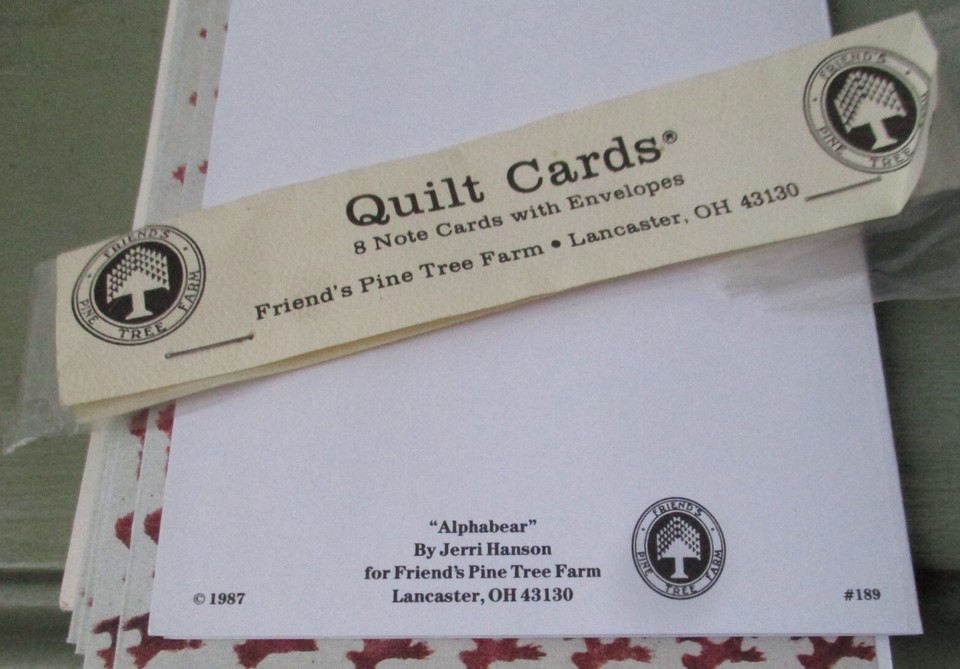 FRIEND'S PINE TREE FARM
Quilt Cards®
8 Note Cards with Envelopes
Friend's Pine Tree Farm • Lancaster, OH 43130
FRIEND'S PINE TREE
FRIEND'S PINE TREE FARM
"Alphabear"
By Jerri Hanson
for Friend's Pine Tree Farm
Lancaster, OH 43130
© 1987
#189